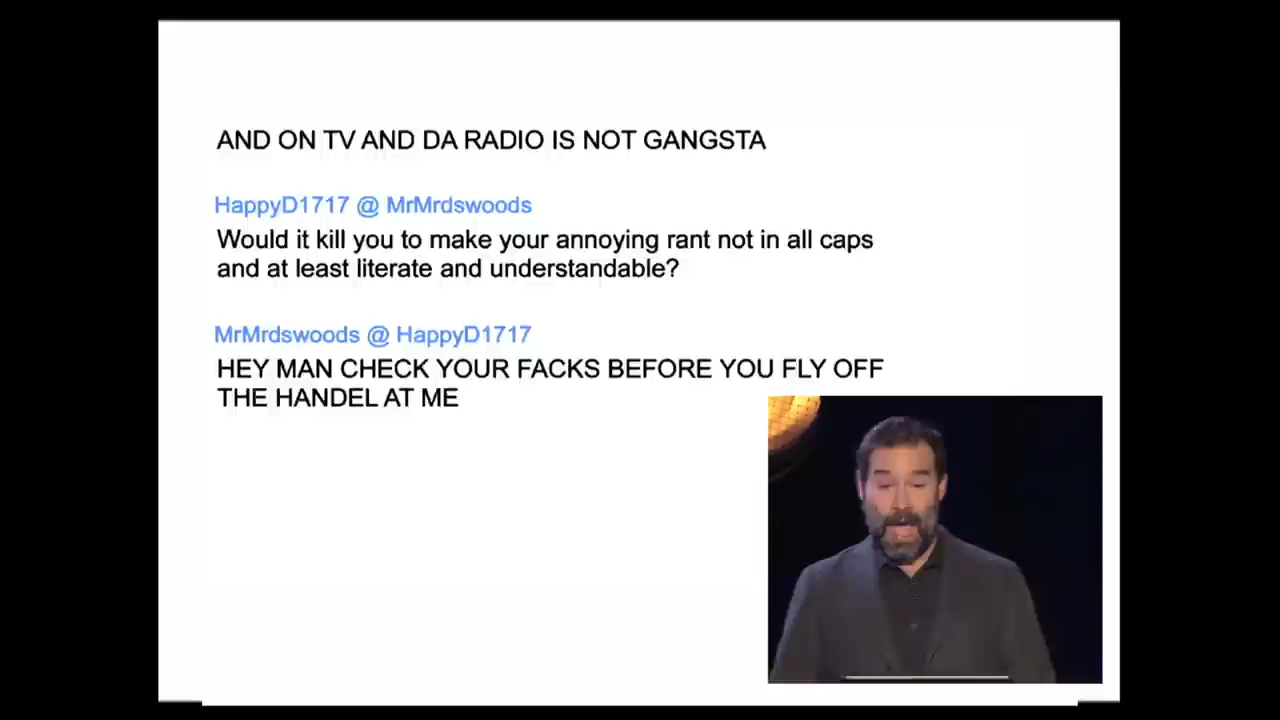 AND ON TV AND DA RADIO IS NOT GANGSTA
HappyD1717 @ MrMrdswoods
Would it kill you to make your annoying rant not in all caps
and at least literate and understandable?
MrMrdswoods @ HappyD1717
HEY MAN CHECK YOUR FACKS BEFORE YOU FLY OFF
THE HANDEL AT ME